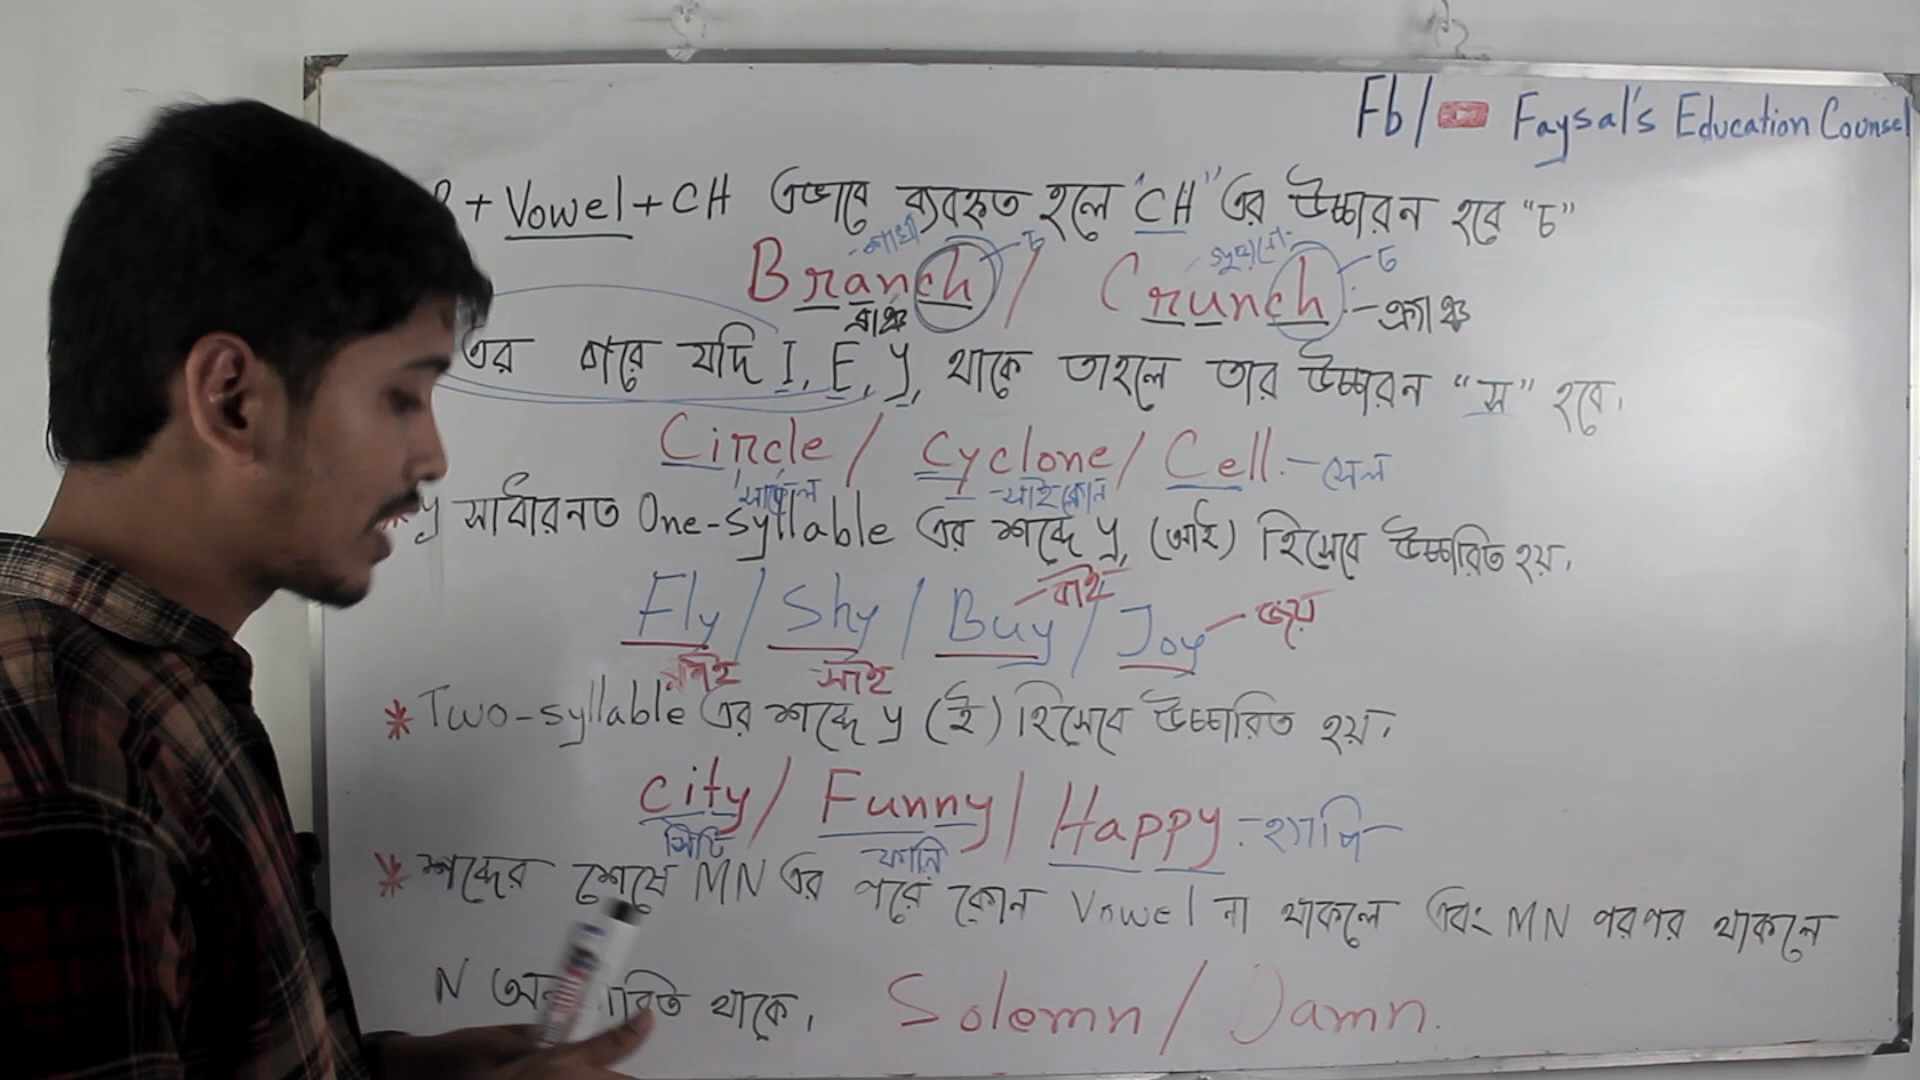 Fb/ Faysal's Education Counsel
+ Vowel + CH এভাবে ব্যবহৃত হলে "CH" এর উচ্চারন হবে "চ"
শাখা চ চ
Branch / Crunch :- ক্রাঞ্চ
ব্রাঞ্চ
এর পরে যদি I, E, y, থাকে তাহলে তার উচ্চারন "স" হবে।
Circle / Cyclone / Cell. - সেল
সার্কেল সাইক্লোন
* y সাধারনত One-syllable এর শব্দে y, (আই) হিসেবে উচ্চারিত হয়।
Fly / Shy / Buy - বাই / Joy - জয়
ফ্লাই সাই
* Two-syllable এর শব্দে y (ই) হিসেবে উচ্চারিত হয়।
city / Funny / Happy. - হ্যাপি
সিটি ফানি
* শব্দের শেষে MN এর পরে কোন Vowel না থাকলে এবং MN পরপর থাকলে
N থাকে। Solemn / Damn.